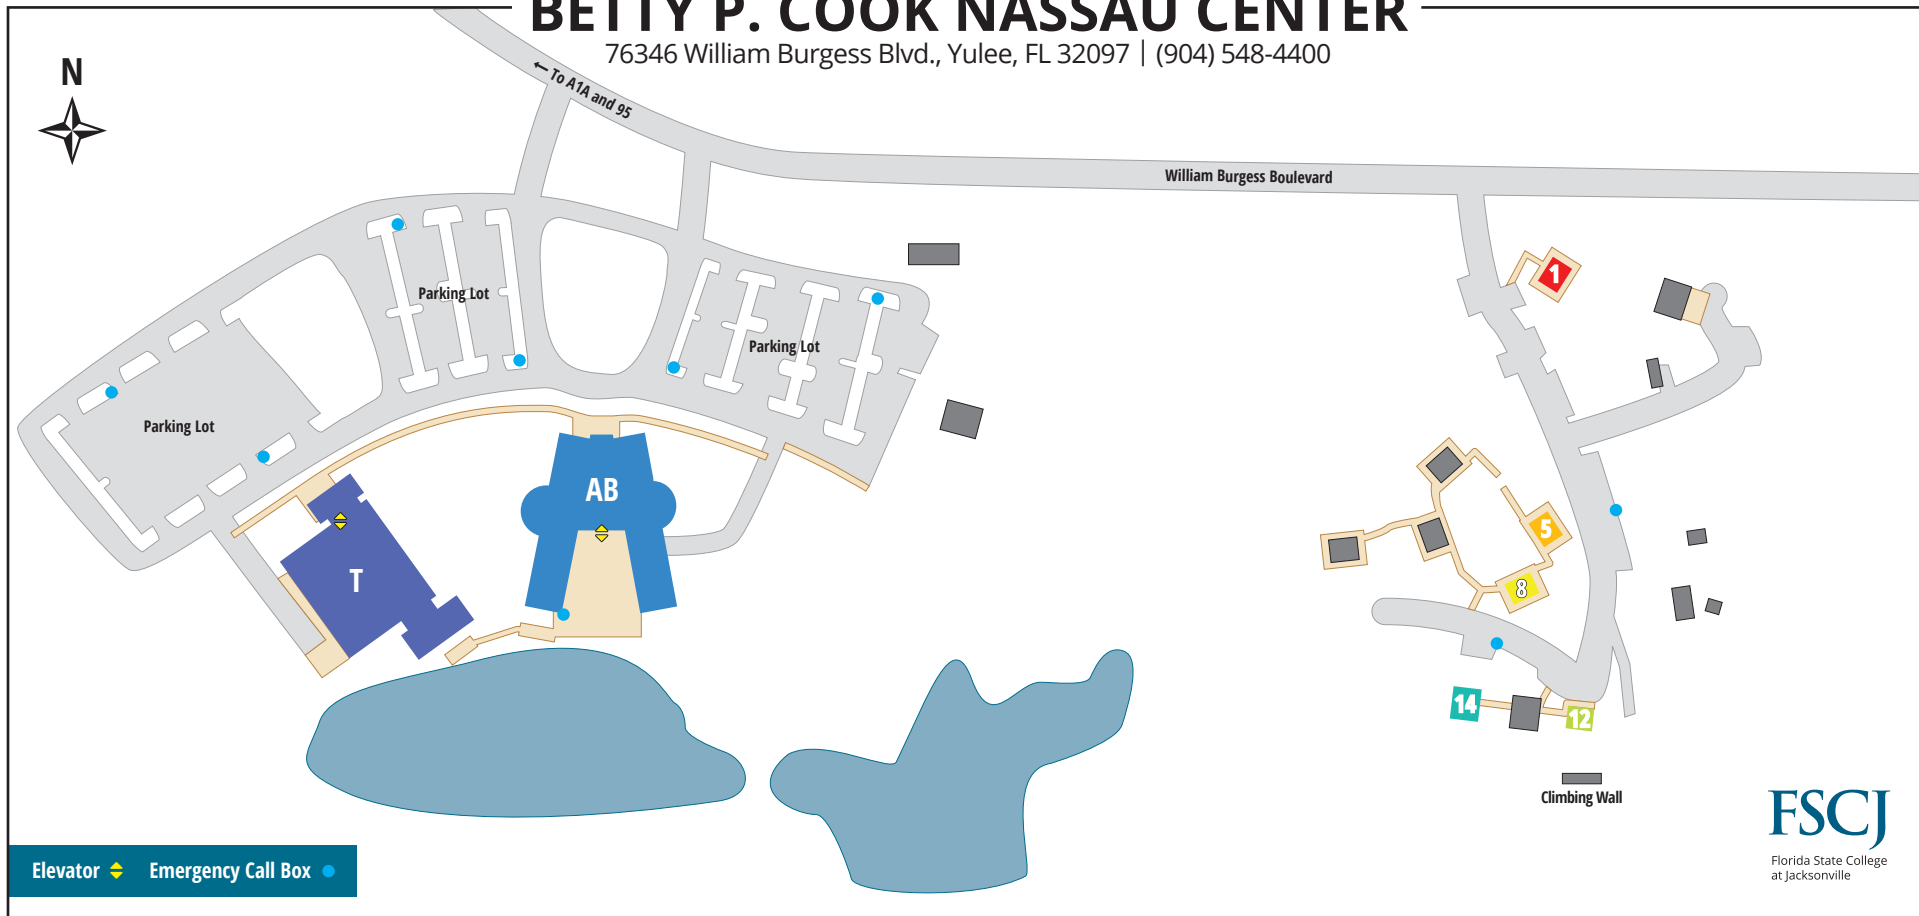 BETTY P. COOK NASSAU CENTER
76346 William Burgess Blvd., Yulee, FL 32097 | (904) 548-4400
N
← To A1A and 95
William Burgess Boulevard
1
Parking Lot
Parking Lot
Parking Lot
AB
5
T
8
14
12
Climbing Wall
FSCJ
Florida State College
at Jacksonville
Elevator
Emergency Call Box